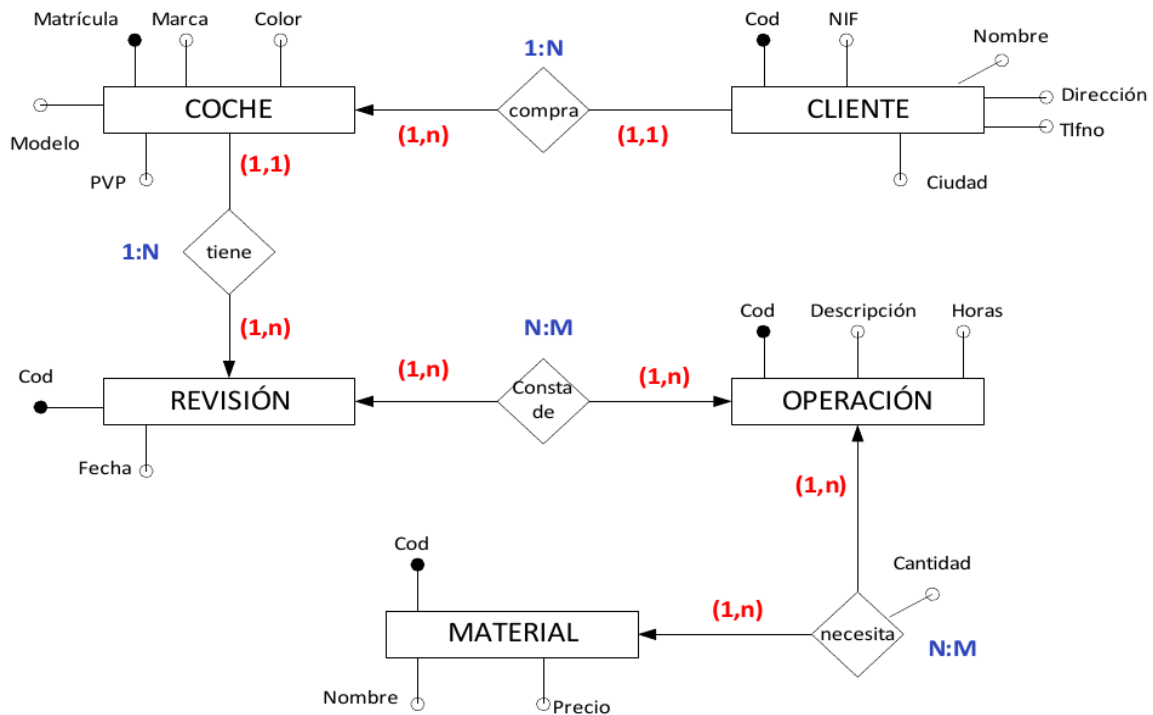 Matrícula
Marca
Color
Cod
NIF
Nombre
1:N
COCHE
compra
CLIENTE
Dirección
Tlfno
(1,n)
(1,1)
Modelo
(1,1)
PVP
Ciudad
1:N
tiene
(1,n)
N:M
Cod
Descripción
Horas
(1,n)
(1,n)
Cod
REVISIÓN
Consta
de
OPERACIÓN
Fecha
(1,n)
Cod
Cantidad
(1,n)
MATERIAL
necesita
N:M
Nombre
Precio